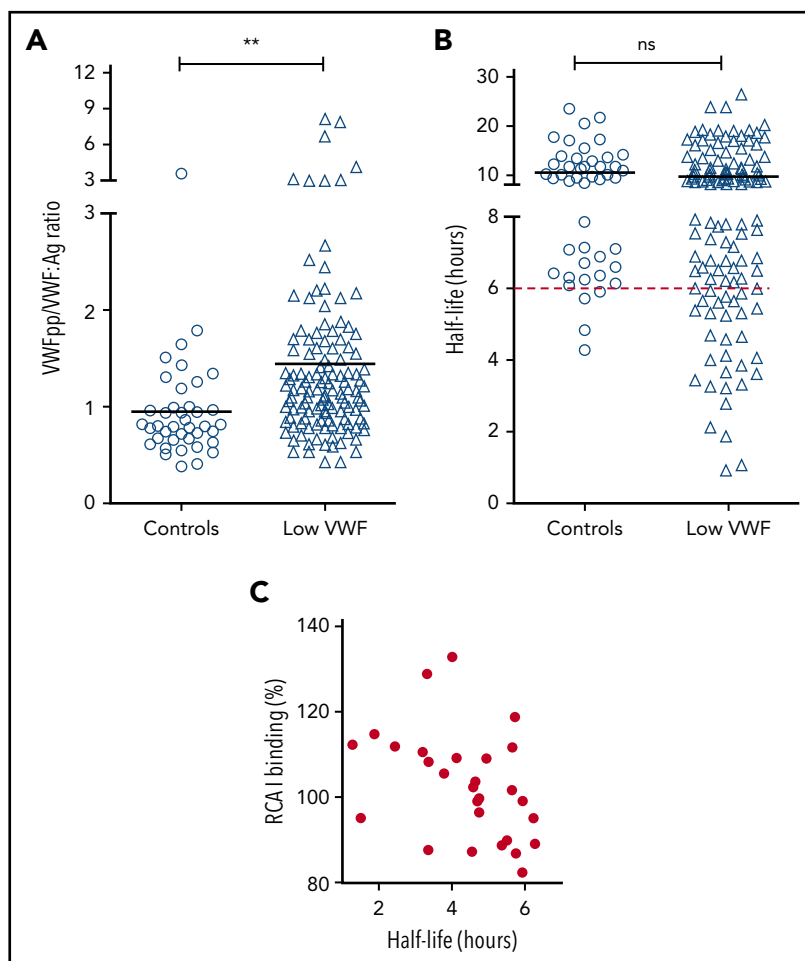 A
**
VWFpp/VWF:Ag ratio
12
9
6
3
3
2
1
0
Controls
Low VWF
B
ns
Half-life (hours)
30
20
10
8
6
4
2
0
Controls
Low VWF
C
RCA I binding (%)
140
120
100
80
2
4
6
Half-life (hours)